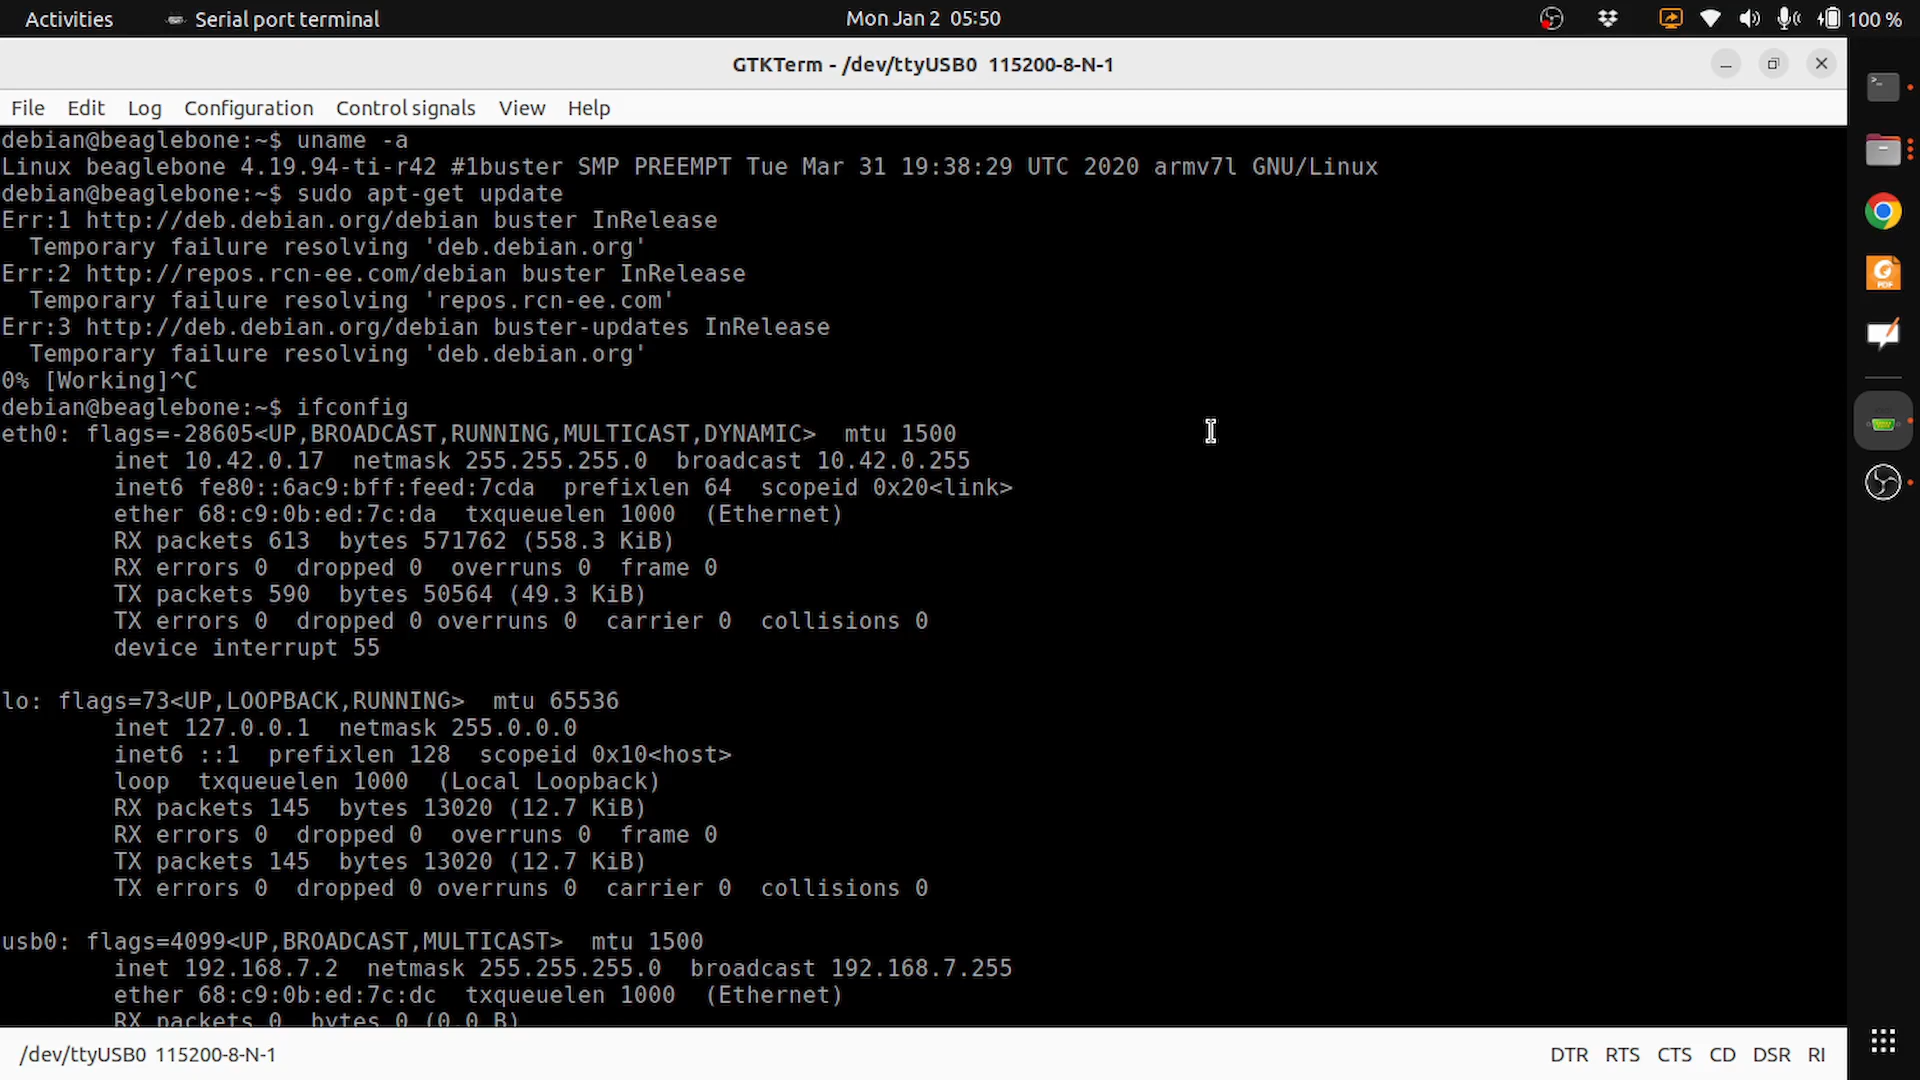 Activities Serial port terminal Mon Jan 2 05:50 100 %
GTKTerm - /dev/ttyUSB0 115200-8-N-1
File Edit Log Configuration Control signals View Help
debian@beaglebone:~$ uname -a
Linux beaglebone 4.19.94-ti-r42 #1buster SMP PREEMPT Tue Mar 31 19:38:29 UTC 2020 armv7l GNU/Linux
debian@beaglebone:~$ sudo apt-get update
Err:1 http://deb.debian.org/debian buster InRelease
  Temporary failure resolving 'deb.debian.org'
Err:2 http://repos.rcn-ee.com/debian buster InRelease
  Temporary failure resolving 'repos.rcn-ee.com'
Err:3 http://deb.debian.org/debian buster-updates InRelease
  Temporary failure resolving 'deb.debian.org'
0% [Working]^C
debian@beaglebone:~$ ifconfig
eth0: flags=-28605<UP,BROADCAST,RUNNING,MULTICAST,DYNAMIC>  mtu 1500
        inet 10.42.0.17  netmask 255.255.255.0  broadcast 10.42.0.255
        inet6 fe80::6ac9:bff:feed:7cda  prefixlen 64  scopeid 0x20<link>
        ether 68:c9:0b:ed:7c:da  txqueuelen 1000  (Ethernet)
        RX packets 613  bytes 571762 (558.3 KiB)
        RX errors 0  dropped 0  overruns 0  frame 0
        TX packets 590  bytes 50564 (49.3 KiB)
        TX errors 0  dropped 0 overruns 0  carrier 0  collisions 0
        device interrupt 55
lo: flags=73<UP,LOOPBACK,RUNNING>  mtu 65536
        inet 127.0.0.1  netmask 255.0.0.0
        inet6 ::1  prefixlen 128  scopeid 0x10<host>
        loop  txqueuelen 1000  (Local Loopback)
        RX packets 145  bytes 13020 (12.7 KiB)
        RX errors 0  dropped 0  overruns 0  frame 0
        TX packets 145  bytes 13020 (12.7 KiB)
        TX errors 0  dropped 0 overruns 0  carrier 0  collisions 0
usb0: flags=4099<UP,BROADCAST,MULTICAST>  mtu 1500
        inet 192.168.7.2  netmask 255.255.255.0  broadcast 192.168.7.255
        ether 68:c9:0b:ed:7c:dc  txqueuelen 1000  (Ethernet)
        RX packets 0  bytes 0 (0.0 B)
/dev/ttyUSB0 115200-8-N-1 DTR RTS CTS CD DSR RI